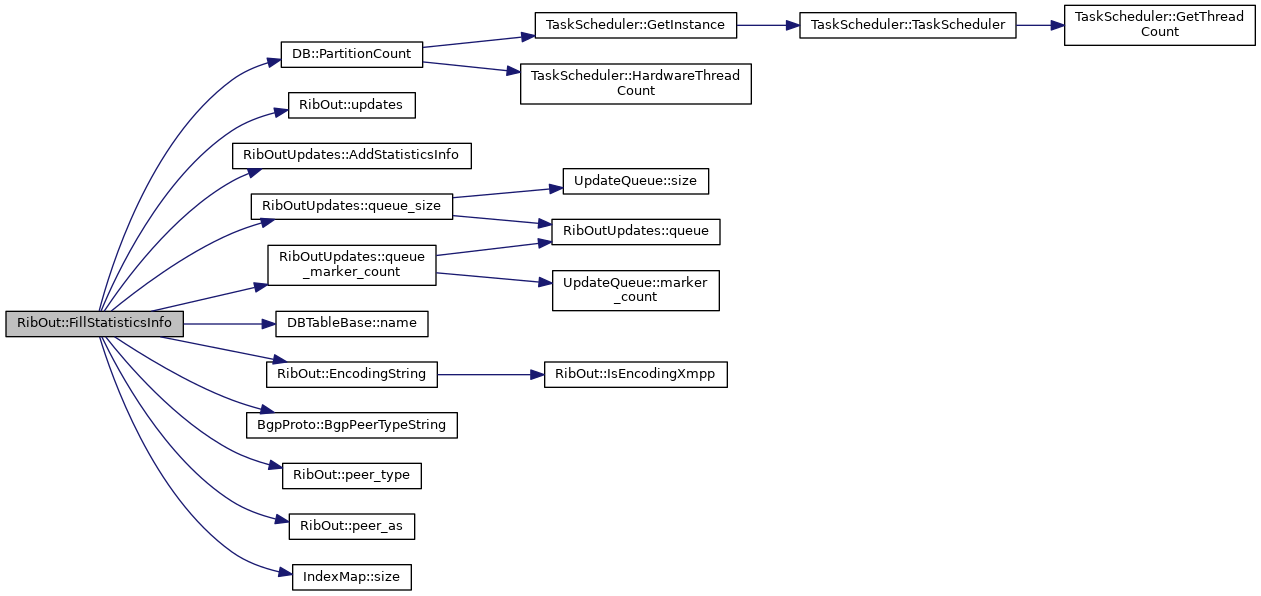 TaskScheduler::GetInstance
TaskScheduler::TaskScheduler
TaskScheduler::GetThread
Count
DB::PartitionCount
TaskScheduler::HardwareThread
Count
RibOut::updates
RibOutUpdates::AddStatisticsInfo
UpdateQueue::size
RibOutUpdates::queue_size
RibOutUpdates::queue
RibOutUpdates::queue
_marker_count
UpdateQueue::marker
_count
RibOut::FillStatisticsInfo
DBTableBase::name
RibOut::EncodingString
RibOut::IsEncodingXmpp
BgpProto::BgpPeerTypeString
RibOut::peer_type
RibOut::peer_as
IndexMap::size